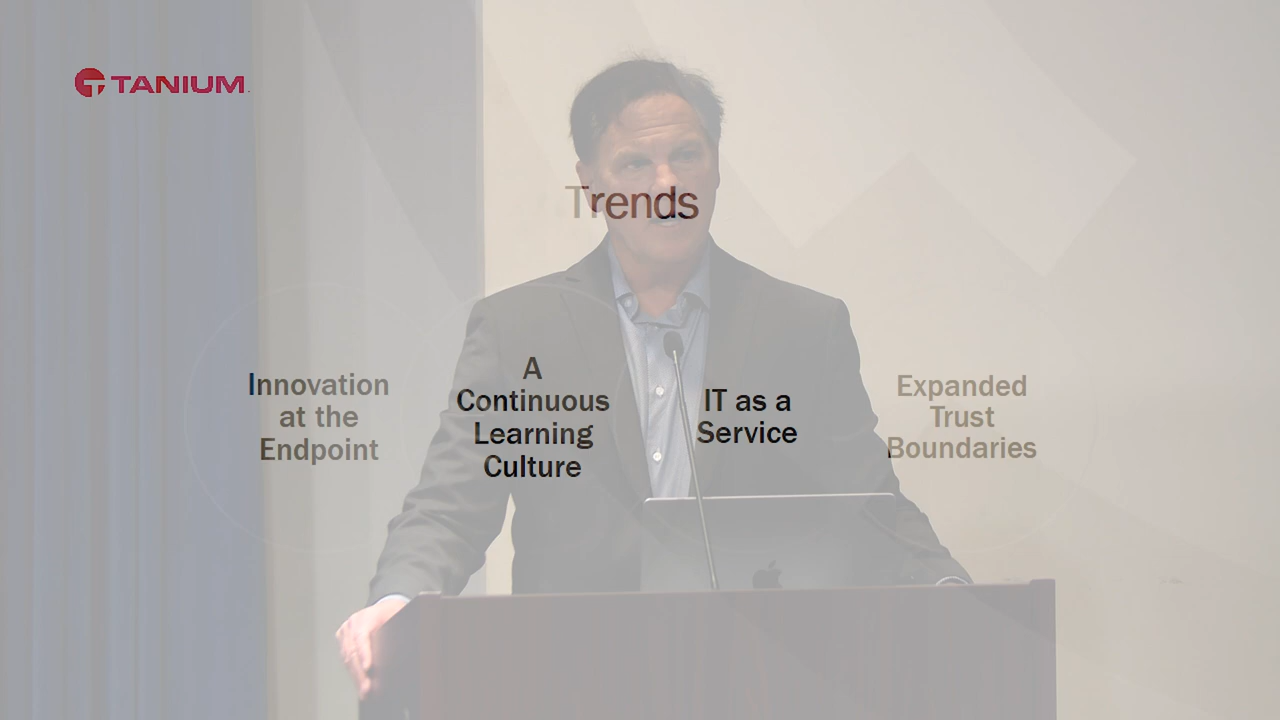 TANIUM
Trends
Innovation
at the
Endpoint
A
Continuous
Learning
Culture
IT as a
Service
Expanded
Trust
Boundaries